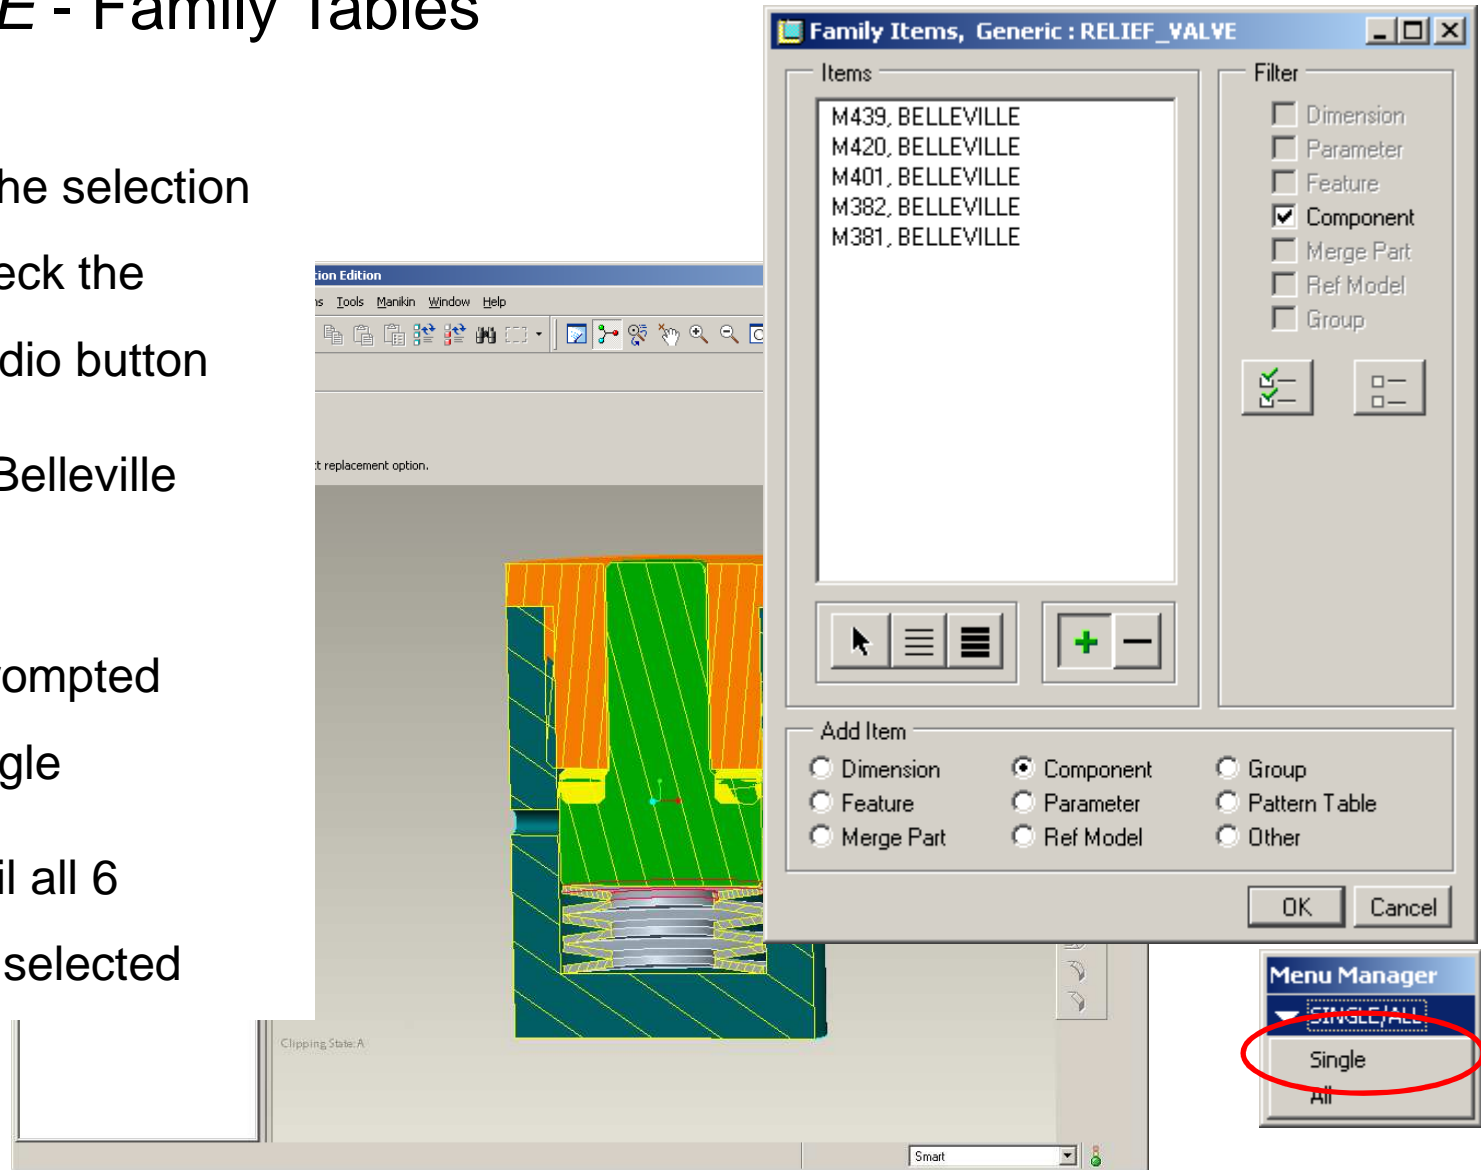 E - Family Tables
he selection
eck the
dio button
Belleville
ompted
gle
il all 6
selected
tion Edition
ns Tools Manikin Window Help
ct replacement option.
Clipping State: A
Smart
Family Items, Generic : RELIEF_VALVE
Items
M439, BELLEVILLE
M420, BELLEVILLE
M401, BELLEVILLE
M382, BELLEVILLE
M381, BELLEVILLE
Filter
Dimension
Parameter
Feature
Component
Merge Part
Ref Model
Group
Add Item
Dimension Component Group
Feature Parameter Pattern Table
Merge Part Ref Model Other
OK Cancel
Menu Manager
SINGLE/ALL
Single
All